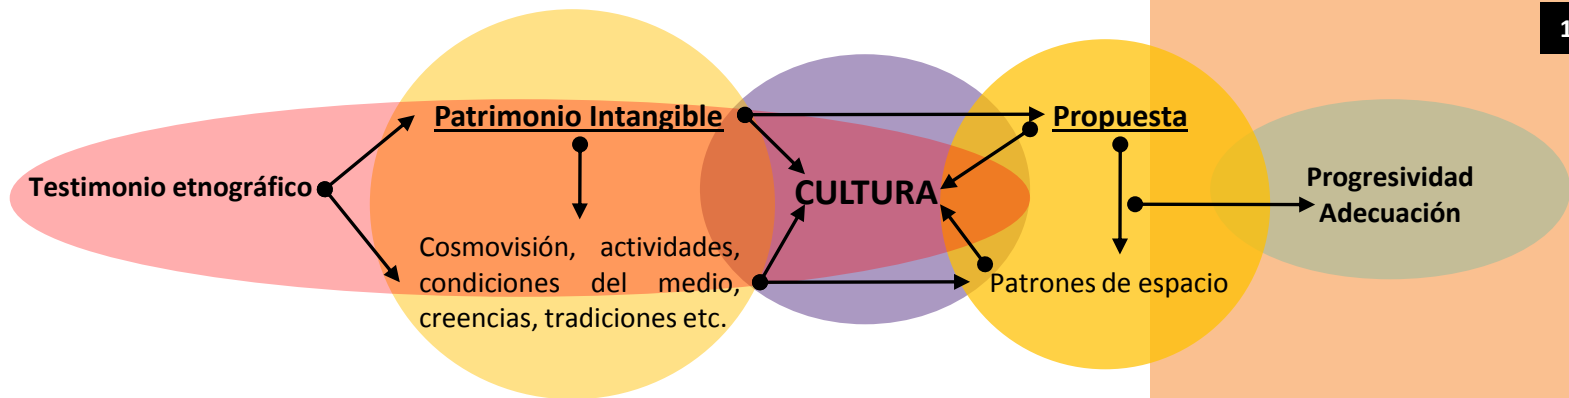 1
Patrimonio Intangible
Propuesta
Testimonio etnográfico
CULTURA
Progresividad
Adecuación
Cosmovisión, actividades,
condiciones del medio,
creencias, tradiciones etc.
Patrones de espacio